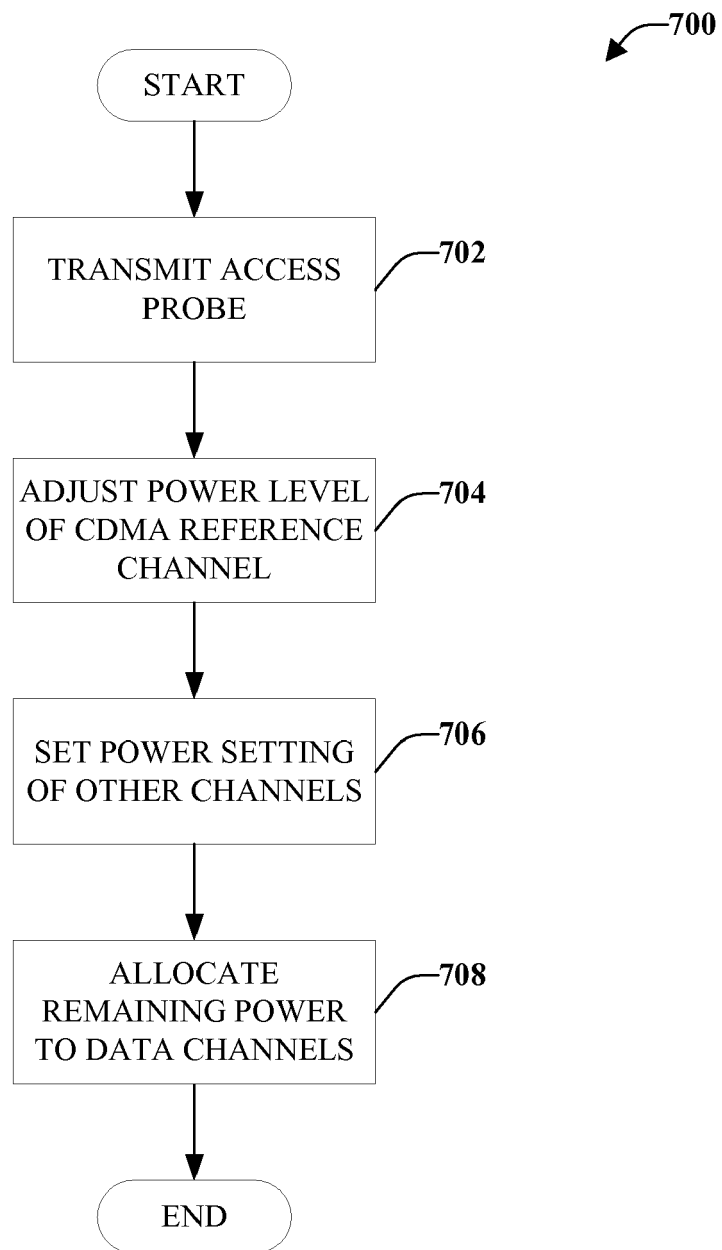 700
START
TRANSMIT ACCESS
PROBE
702
ADJUST POWER LEVEL
OF CDMA REFERENCE
CHANNEL
704
SET POWER SETTING
OF OTHER CHANNELS
706
ALLOCATE
REMAINING POWER
TO DATA CHANNELS
708
END